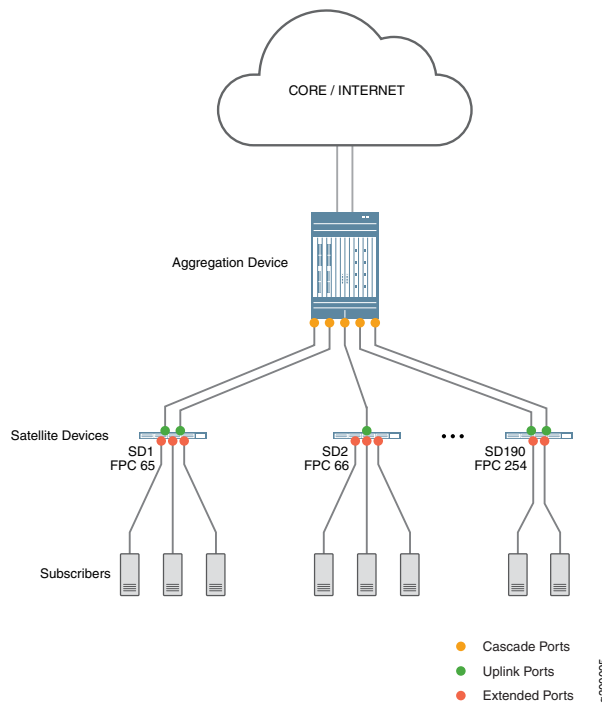 CORE / INTERNET
Aggregation Device
Satellite Devices
SD1
FPC 65
SD2
FPC 66
SD190
FPC 254
Subscribers
Cascade Ports
Uplink Ports
Extended Ports